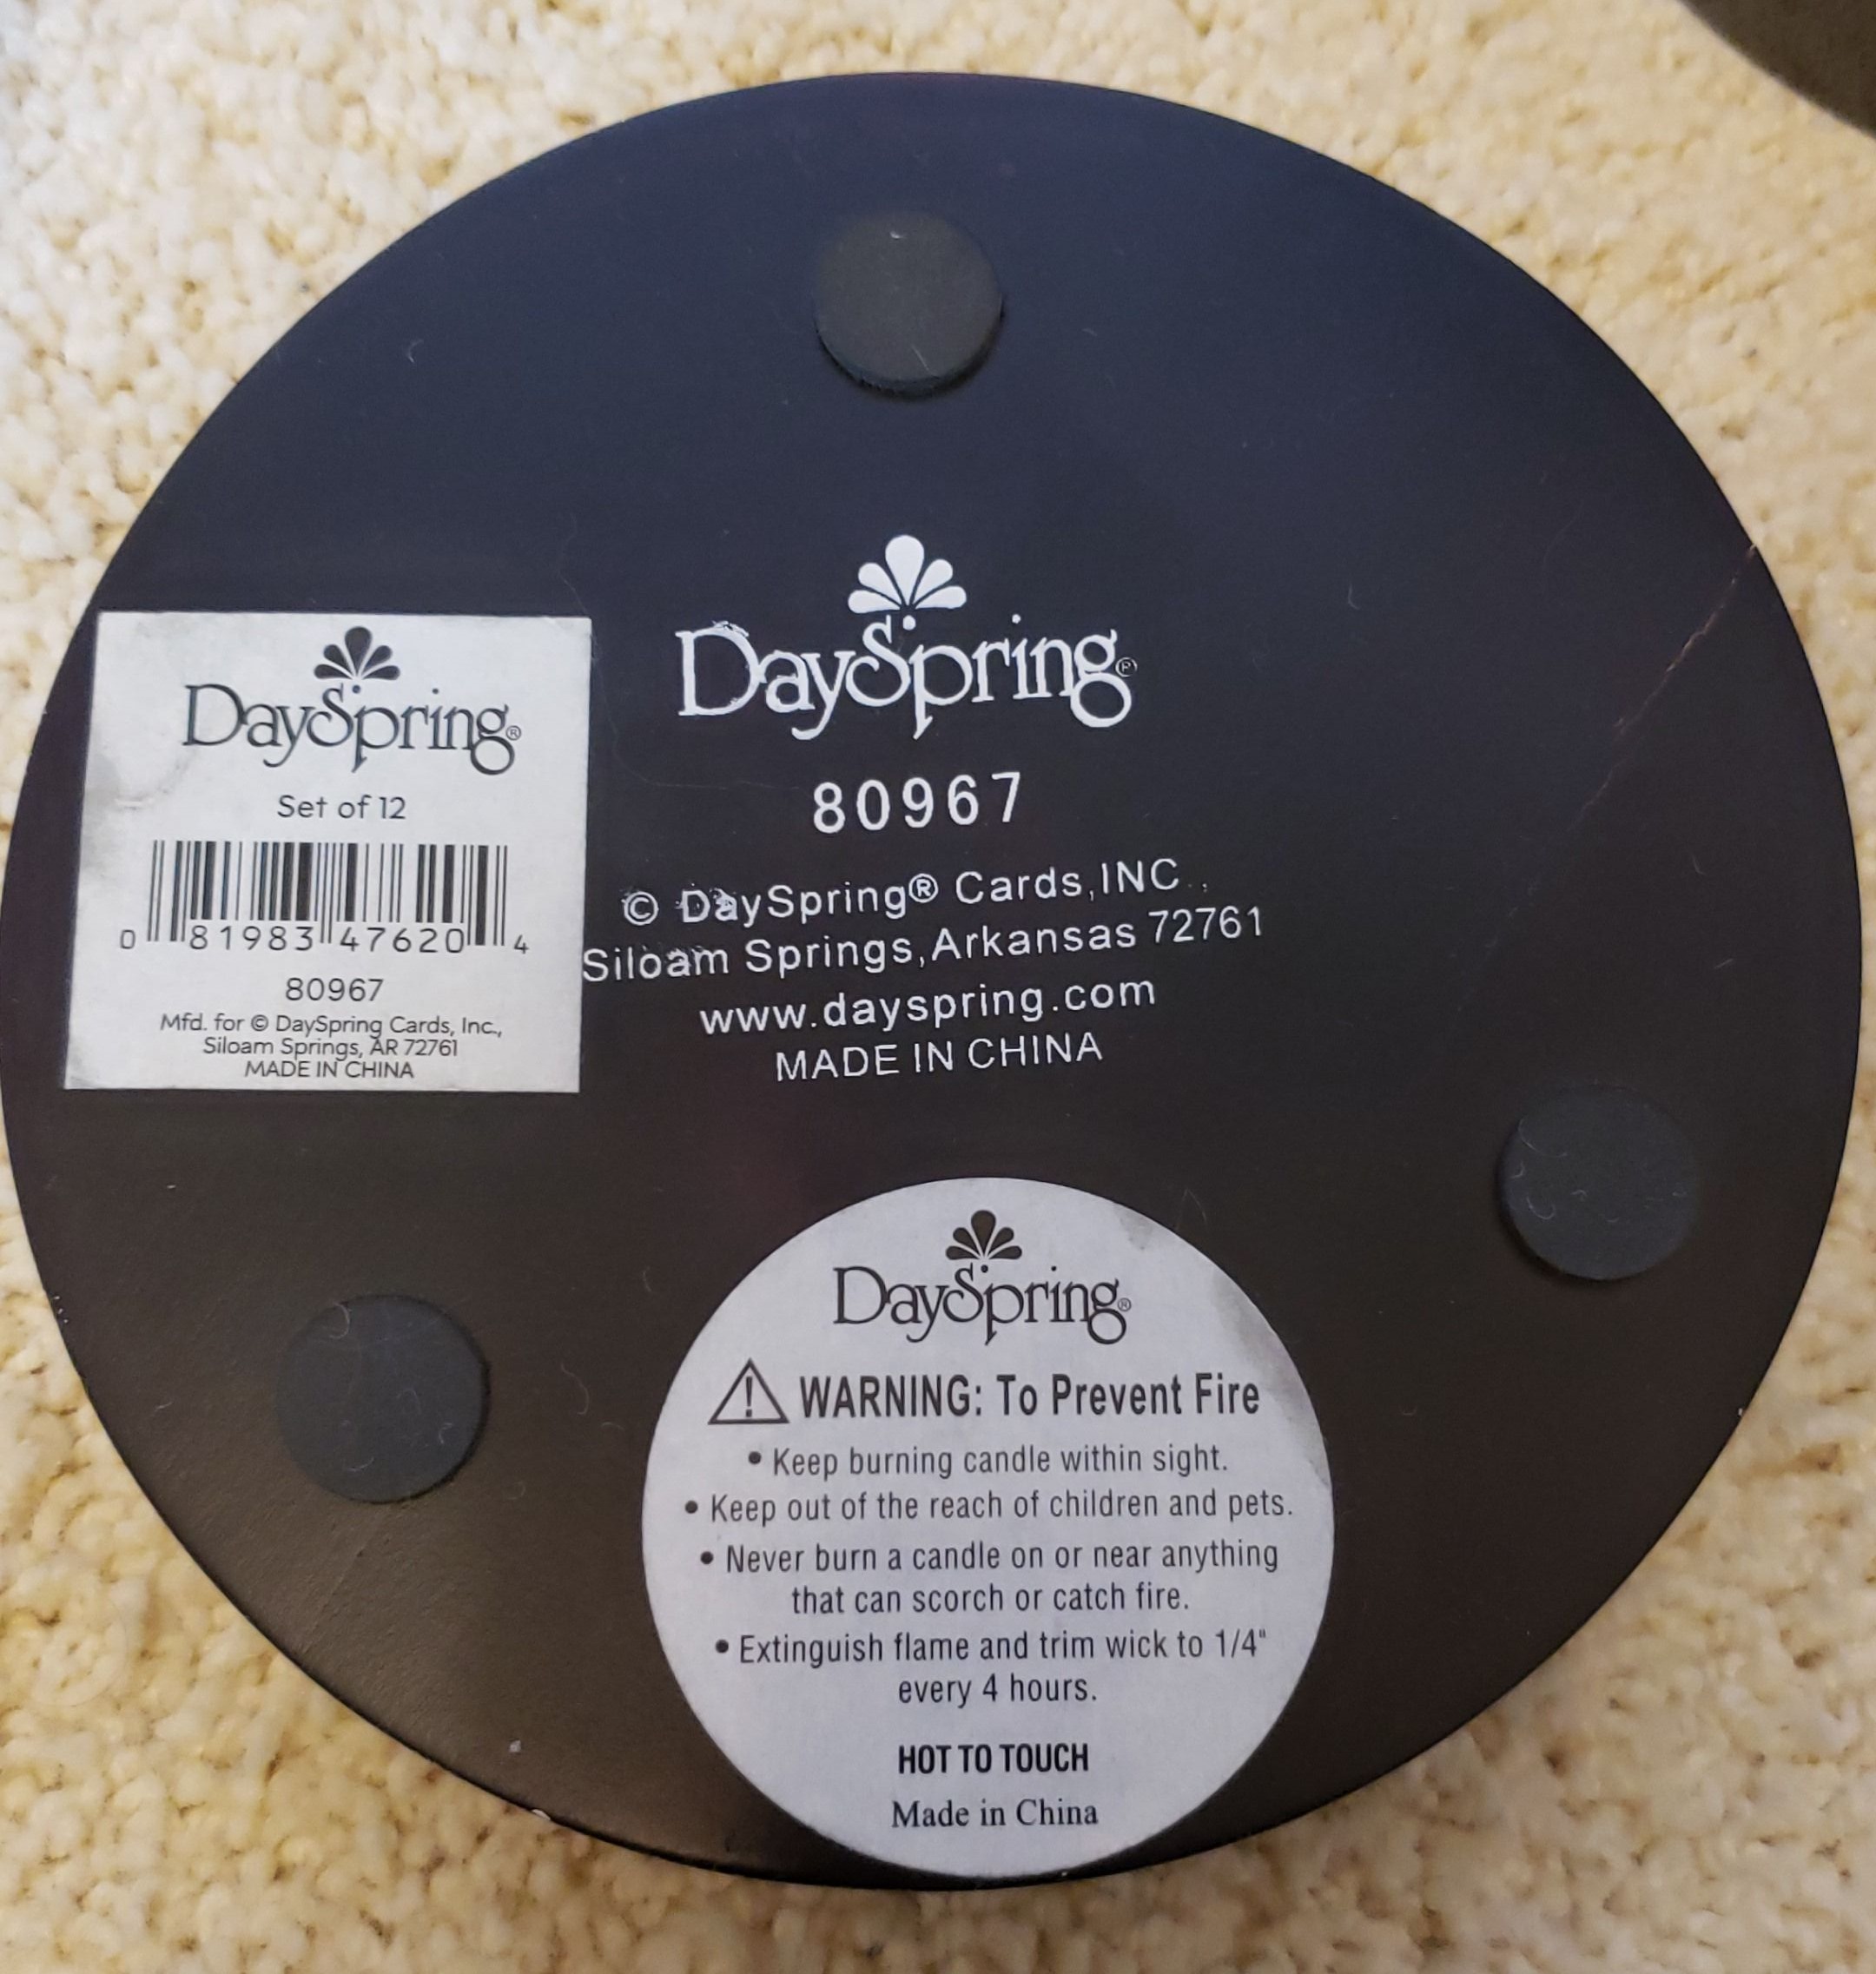 DaySpring®
Set of 12
0 81983 47620 4
80967
Mfd. for © DaySpring Cards, Inc.,
Siloam Springs, AR 72761
MADE IN CHINA
DaySpring®
80967
© DaySpring® Cards,INC.,
Siloam Springs,Arkansas 72761
www.dayspring.com
MADE IN CHINA
DaySpring®
WARNING: To Prevent Fire
• Keep burning candle within sight.
• Keep out of the reach of children and pets.
• Never burn a candle on or near anything
that can scorch or catch fire.
• Extinguish flame and trim wick to 1/4"
every 4 hours.
HOT TO TOUCH
Made in China